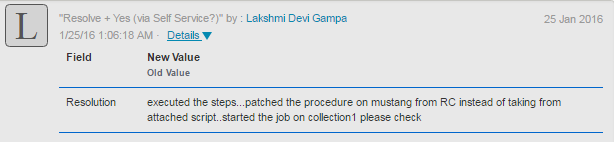 L
"Resolve + Yes (via Self Service?)" by : Lakshmi Devi Gampa
25 Jan 2016
1/25/16 1:06:18 AM · Details ▼
Field New Value
Old Value
Resolution executed the steps...patched the procedure on mustang from RC instead of taking from
attached script..started the job on collection1 please check